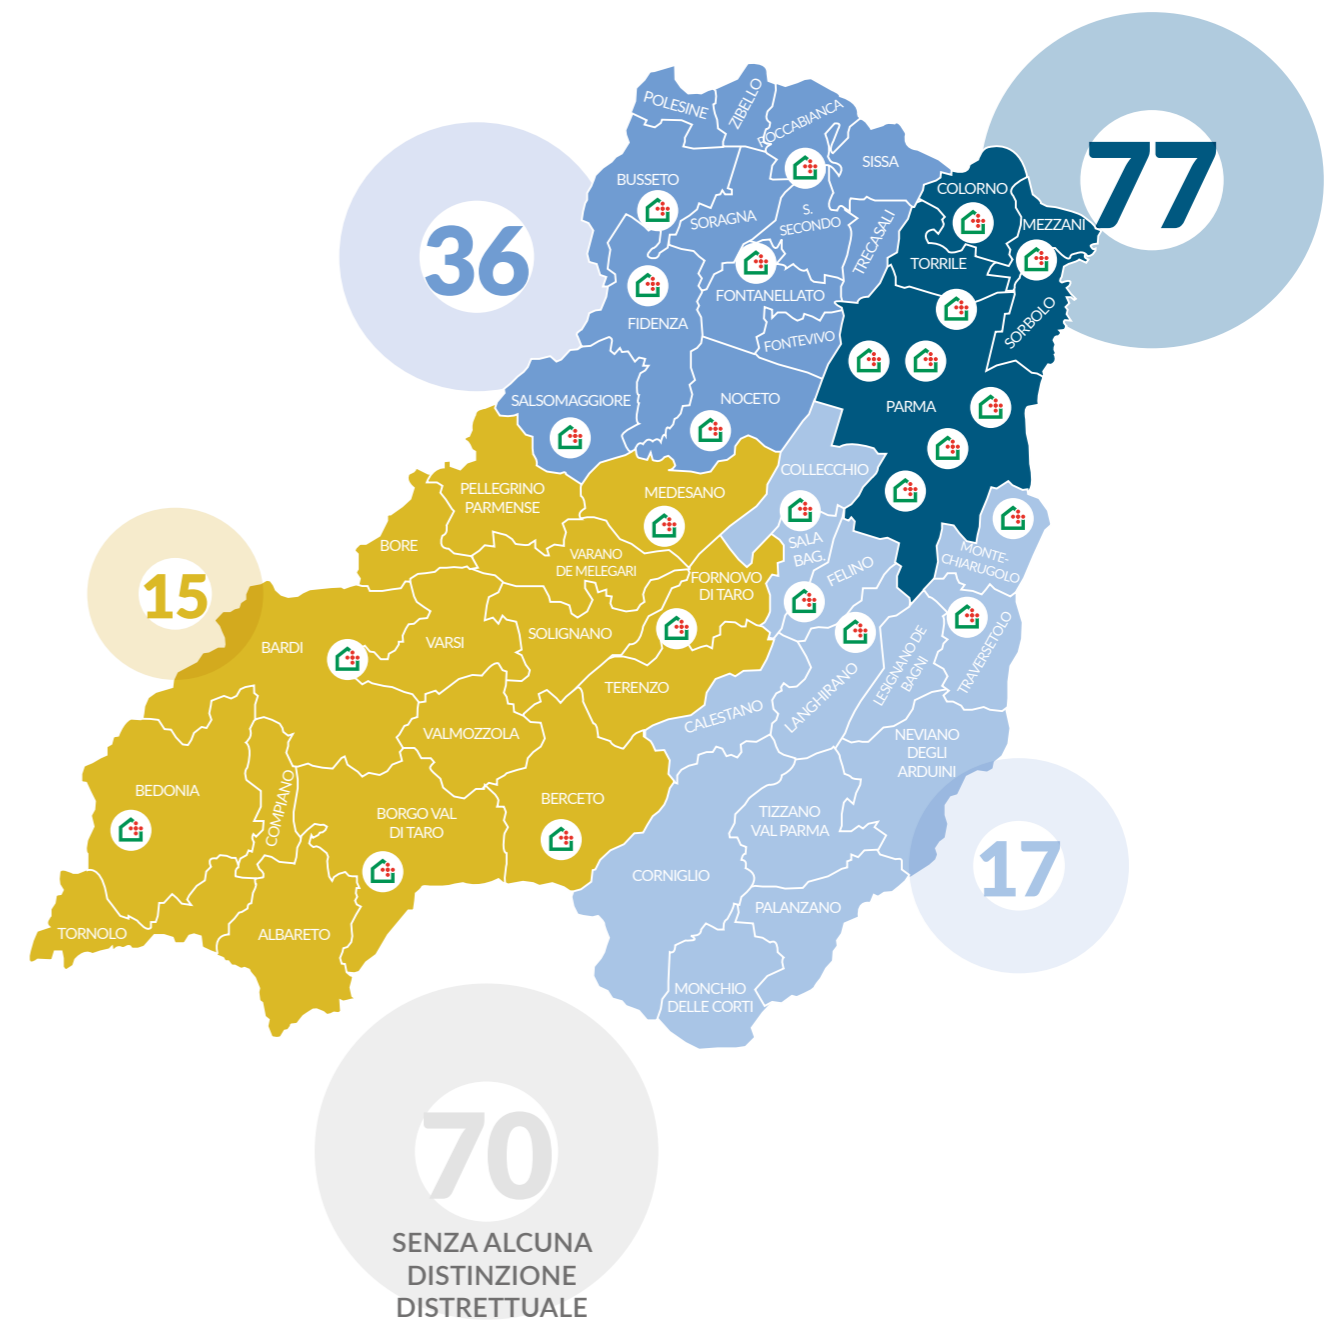 POLESINE
ZIBELLO
ROCCABIANCA
SISSA
77
36
BUSSETO
SORAGNA
S.
SECONDO
TRECASALI
COLORNO
MEZZANI
TORRILE
SORBOLO
FONTANELLATO
FIDENZA
FONTEVIVO
SALSOMAGGIORE
NOCETO
PARMA
PELLEGRINO
PARMENSE
MEDESANO
COLLECCHIO
15
BORE
VARANO
DE MELEGARI
FORNOVO
DI TARO
SALA
BAG.
FELINO
MONTE-
CHIARUGOLO
BARDI
VARSI
SOLIGNANO
TERENZO
CALESTANO
LANGHIRANO
LESIGNANO DE
BAGNI
TRAVERSETOLO
VALMOZZOLA
NEVIANO
DEGLI
ARDUINI
BEDONIA
COMPIANO
BORGO VAL
DI TARO
BERCETO
TIZZANO
VAL PARMA
17
CORNIGLIO
PALANZANO
TORNOLO
ALBARETO
MONCHIO
DELLE CORTI
70
SENZA ALCUNA
DISTINZIONE
DISTRETTUALE